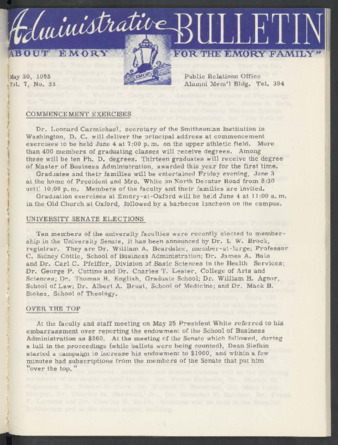 Administrative BULLETIN
ABOUT EMORY FOR THE EMORY FAMILY"
May 30, 1955
Vol. 7, No. 33
Public Relations Office
Alumni Mem'l Bldg. Tel. 394
COMMENCEMENT EXERCISES
Dr. Leonard Carmichael, secretary of the Smithsonian Institution in
Washington, D. C. will deliver the principal address at commencement
exercises to be held June 4 at 7:00 p. m. on the upper athletic field. More
than 400 members of graduating classes will receive degrees. Among
these will be ten Ph. D. degrees. Thirteen graduates will receive the degree
of Master of Business Administration, awarded this year for the first time.
Graduates and their families will be entertained Friday evening, June 3
at the home of President and Mrs. White on North Decatur Road from 8:30
until 10:00 p. m. Members of the faculty and their families are invited.
Graduation exercises at Emory-at-Oxford will be held June 4 at 11:00 a. m.
in the Old Church at Oxford, followed by a barbecue luncheon on the campus.
UNIVERSITY SENATE ELECTIONS
Ten members of the university faculties were recently elected to member-
ship in the University Senate, it has been announced by Dr. I. W. Brock,
registrar. They are Dr. William A. Beardslee, member-at-large; Professor
C. Sidney Cottle, School of Business Administration; Dr. James A. Bain
and Dr. Carl C. Pfeiffer, Division of Basic Sciences in the Health Services;
Dr. George P. Cuttino and Dr. Charles T. Lester, College of Arts and
Sciences; Dr. Thomas H. English, Graduate School; Dr. William H. Agnor,
School of Law; Dr. Albert A. Brust, School of Medicine; and Dr. Mack B.
Stokes, School of Theology.
OVER THE TOP
At the faculty and staff meeting on May 25 President White referred to his
embarrassment over reporting the endowment of the School of Business
Administration as $360. At the meeting of the Senate which followed, during
a lull in the proceedings (while ballots were being counted), Dean Siefkin
started a campaign to increase his endowment to $1000, and within a few
minutes had subscriptions from the members of the Senate that put him
"over the top."